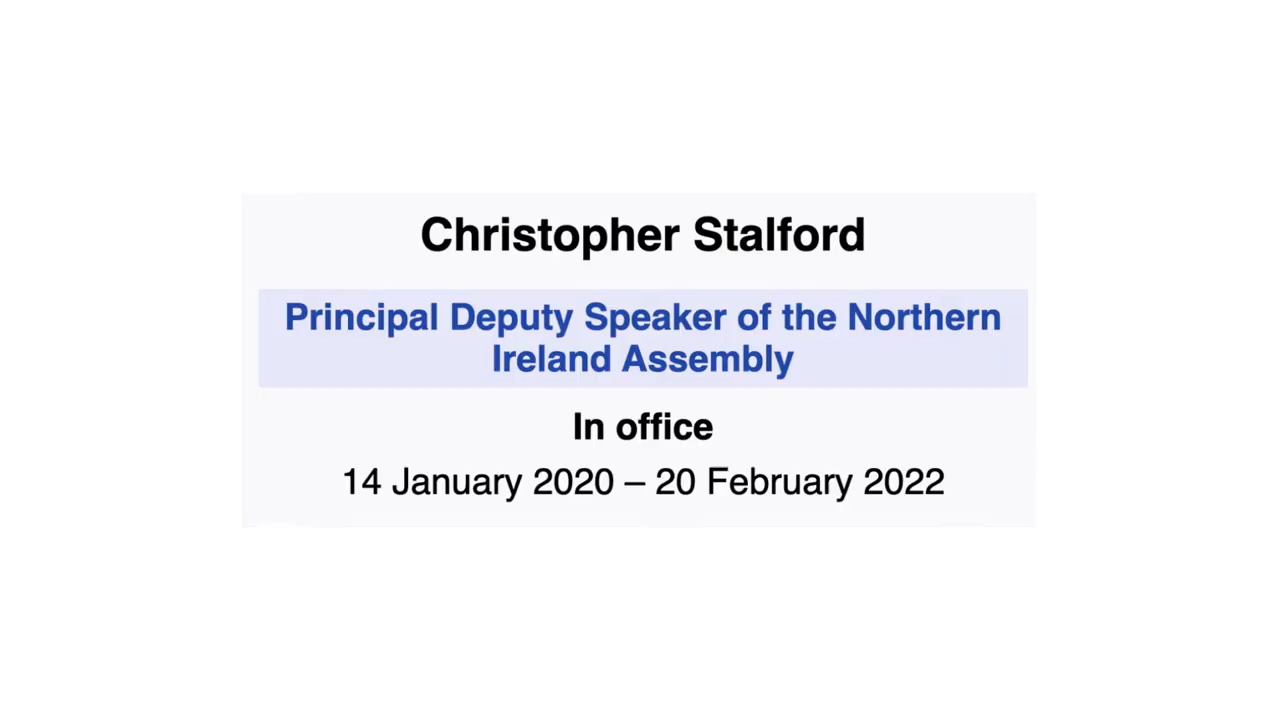 Christopher Stalford
Principal Deputy Speaker of the Northern
Ireland Assembly
In office
14 January 2020 – 20 February 2022